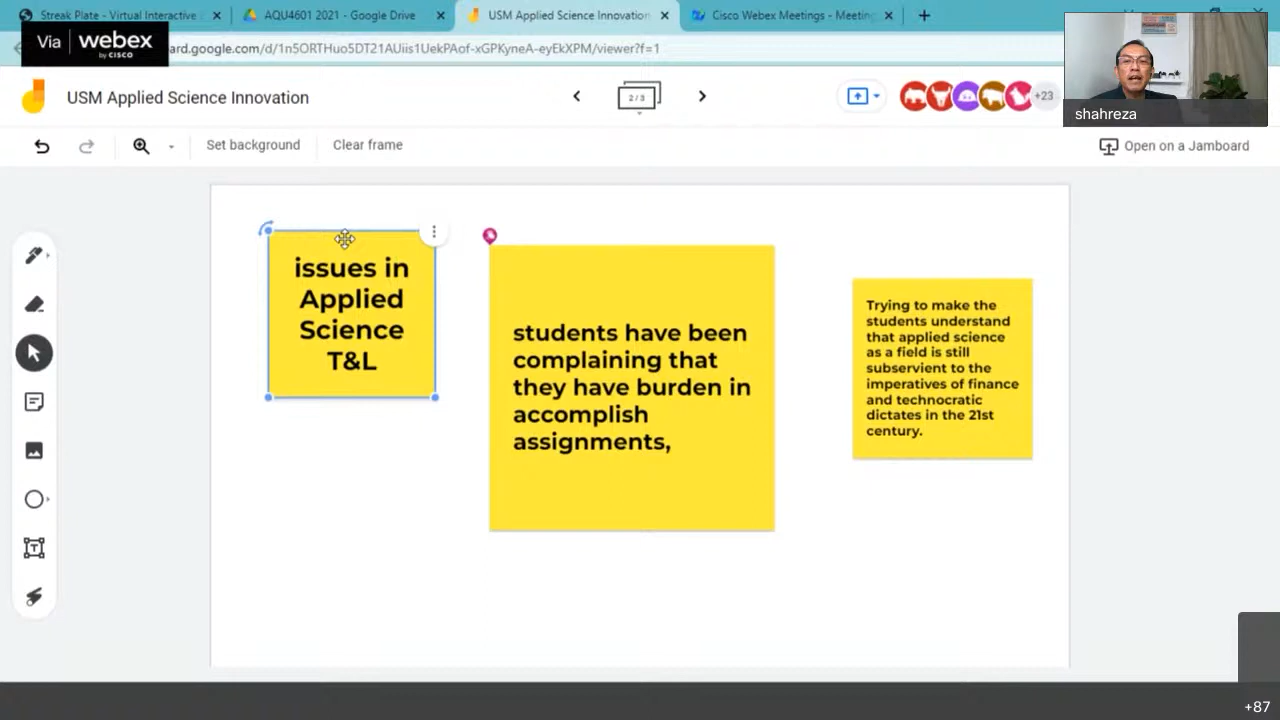 Streak Plate - Virtual Interactive
AQU4601 2021 - Google Drive
USM Applied Science Innovation
Cisco Webex Meetings - Meeting
Via webex
by CISCO
ard.google.com/d/1n5ORTHuo5DT21AUiis1UekPAof-xGPKyneA-eyEkXPM/viewer?f=1
USM Applied Science Innovation
2 / 3
+23
shahreza
Set background
Clear frame
Open on a Jamboard
issues in
Applied
Science
T&L
students have been
complaining that
they have burden in
accomplish
assignments,
Trying to make the
students understand
that applied science
as a field is still
subservient to the
imperatives of finance
and technocratic
dictates in the 21st
century.
+87